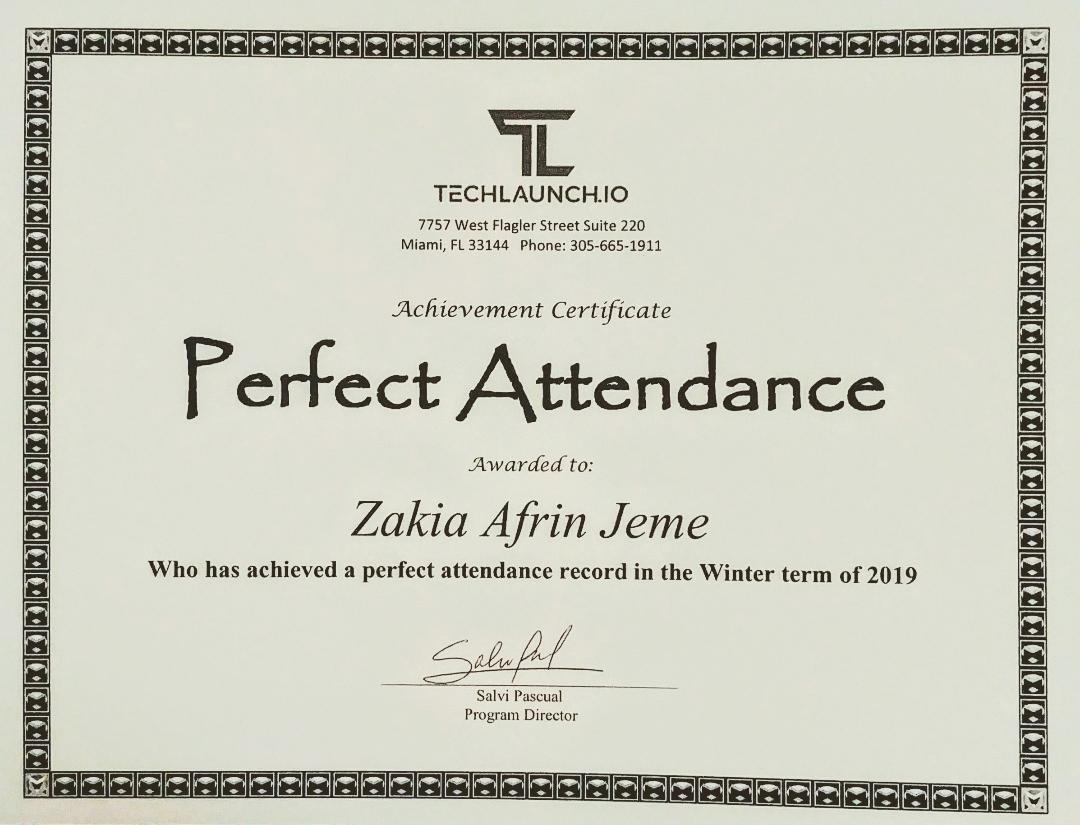 TL
TECHLAUNCH.IO
7757 West Flagler Street Suite 220
Miami, FL 33144 Phone: 305-665-1911
Achievement Certificate
Perfect Attendance
Awarded to:
Zakia Afrin Jeme
Who has achieved a perfect attendance record in the Winter term of 2019
Salvi Pascual
Program Director